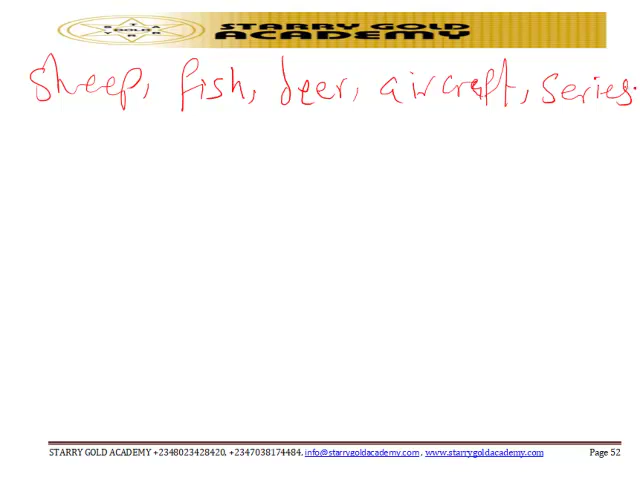 STARRY GOLD
ACADEMY
sheep, fish, deer, aircraft, series.
STARRY GOLD ACADEMY +2348023428420, +2347038174484, info@starrygoldacademy.com, www.starrygoldacademy.com Page 52